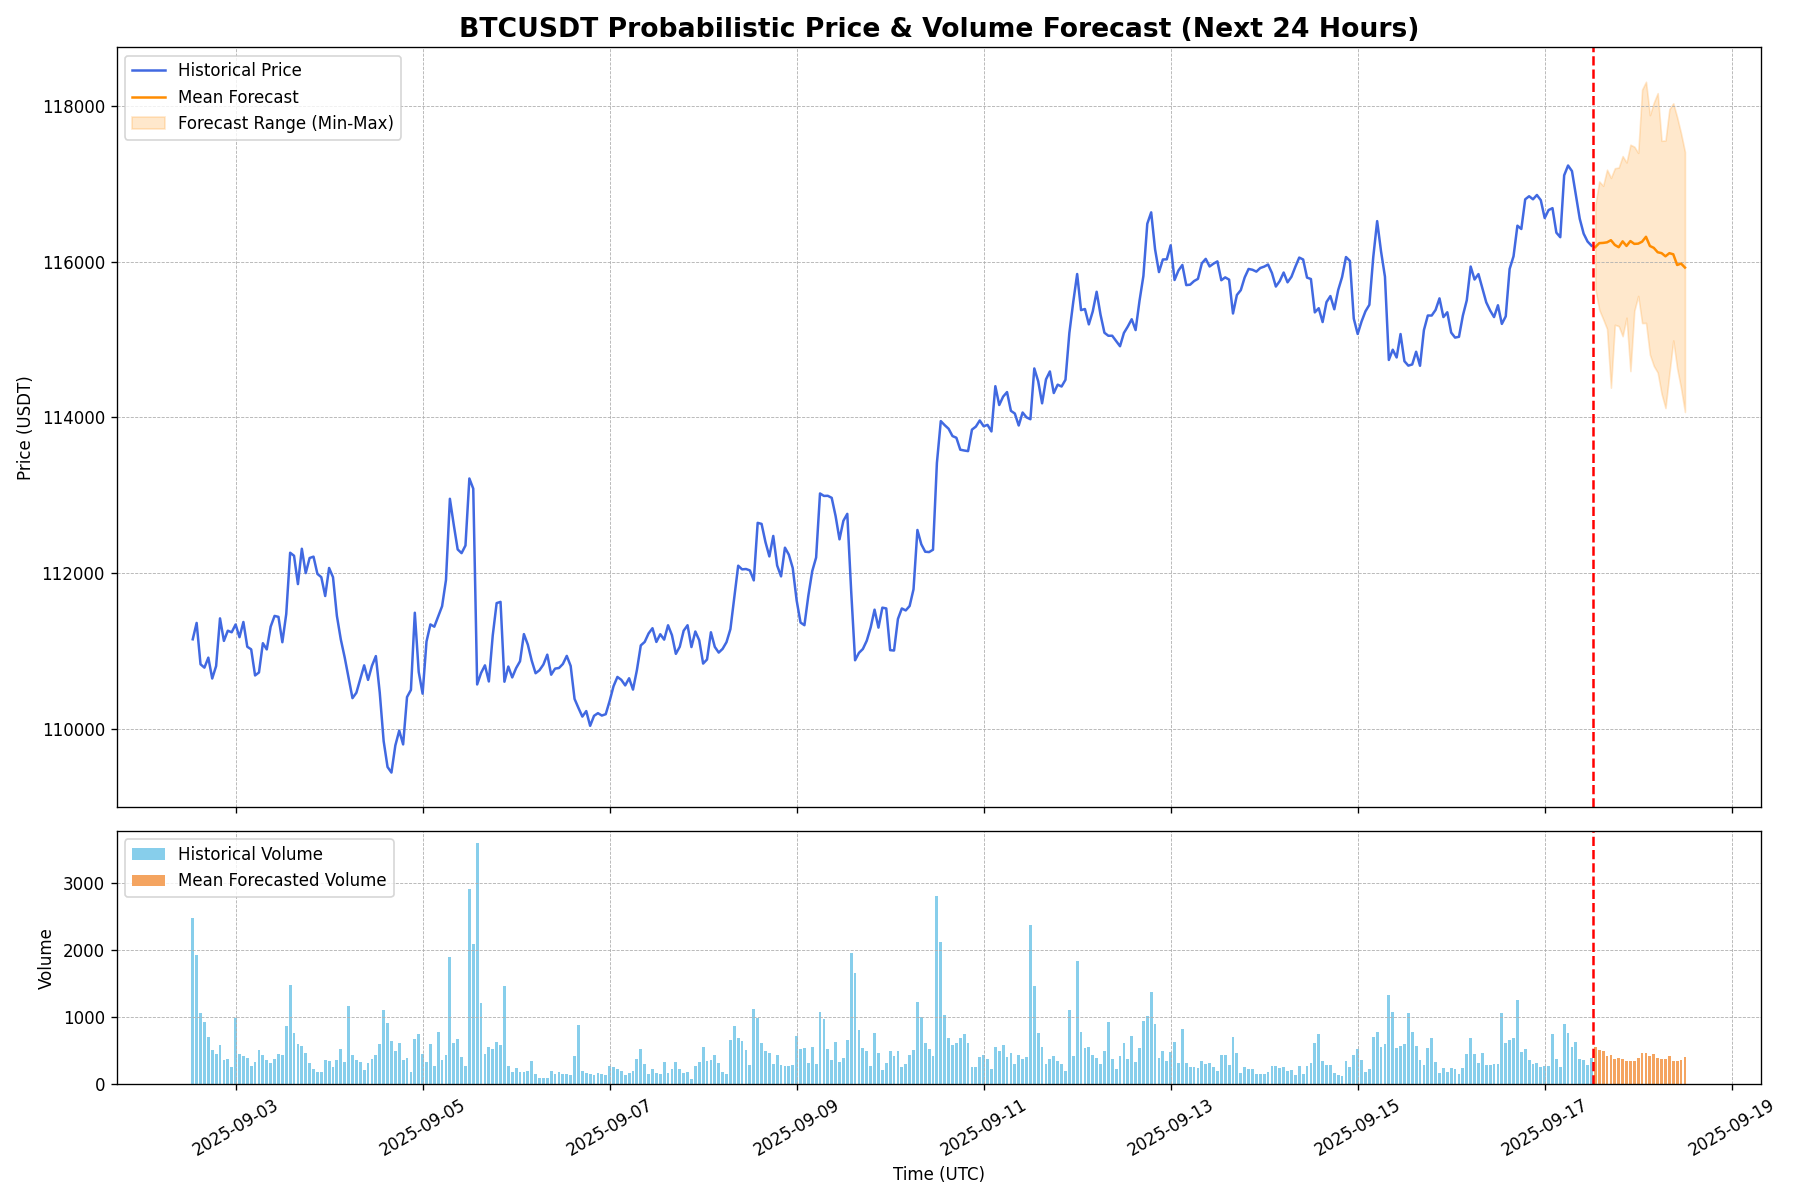 BTCUSDT Probabilistic Price & Volume Forecast (Next 24 Hours)
Historical Price
Mean Forecast
Forecast Range (Min-Max)
118000
116000
114000
112000
110000
Price (USDT)
Historical Volume
Mean Forecasted Volume
3000
2000
1000
0
Volume
2025-09-03
2025-09-05
2025-09-07
2025-09-09
2025-09-11
2025-09-13
2025-09-15
2025-09-17
2025-09-19
Time (UTC)